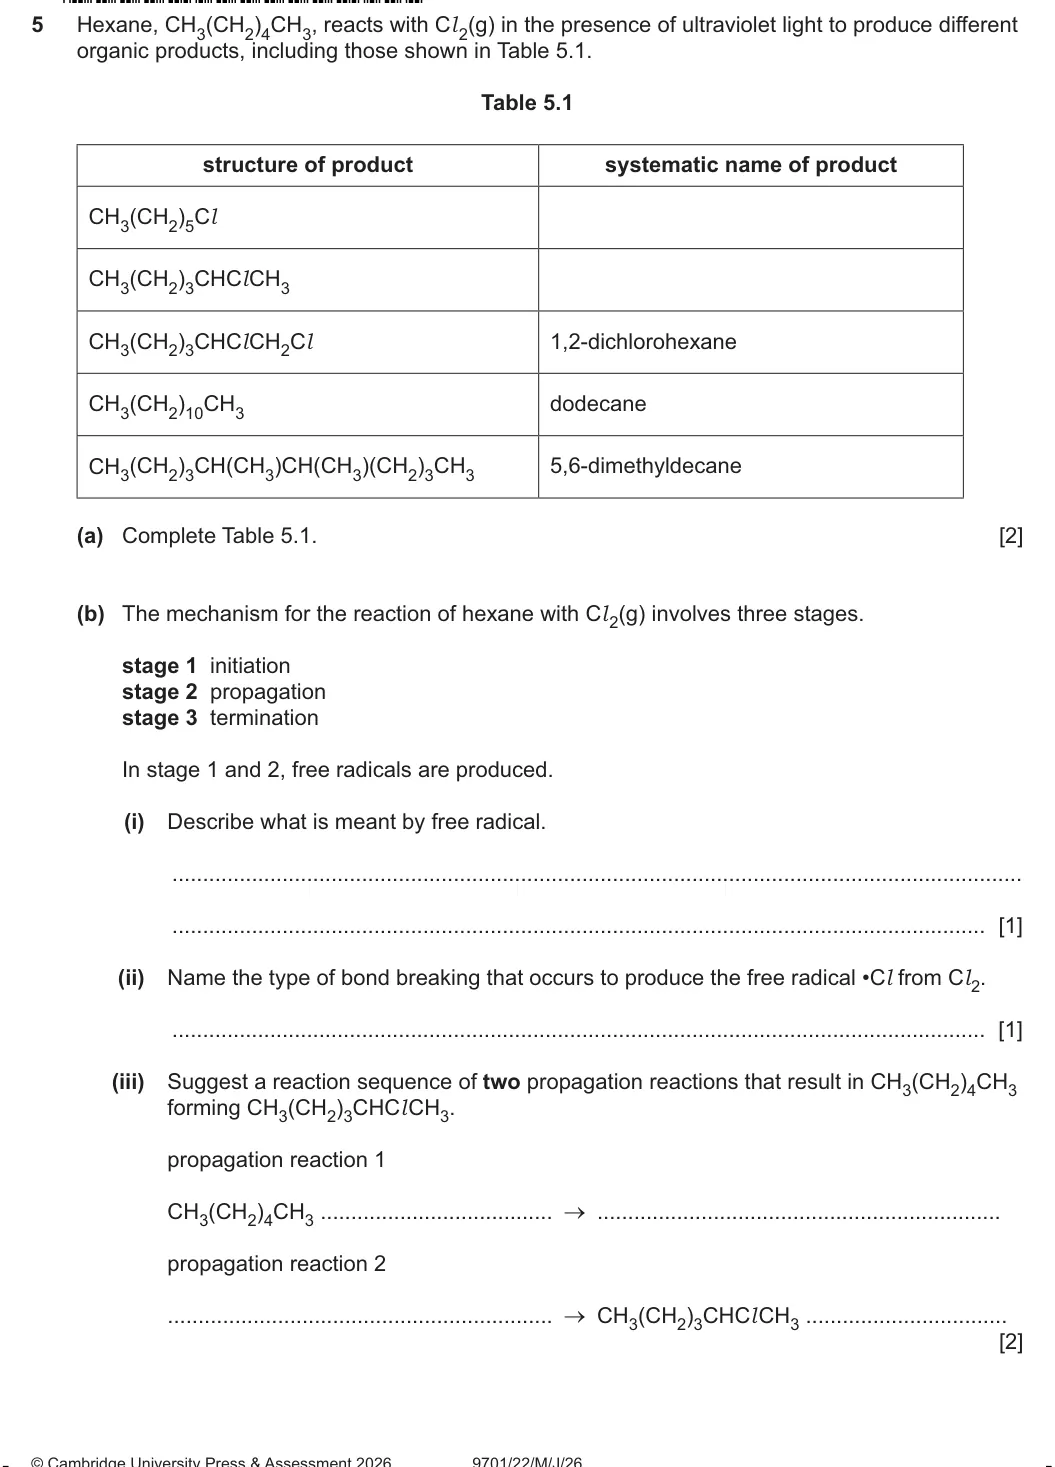 5 Hexane, CH₃(CH₂)₄CH₃, reacts with Cl₂(g) in the presence of ultraviolet light to produce different
organic products, including those shown in Table 5.1.
Table 5.1
structure of product systematic name of product
CH₃(CH₂)₅Cl
CH₃(CH₂)₃CHClCH₃
CH₃(CH₂)₃CHClCH₂Cl 1,2-dichlorohexane
CH₃(CH₂)₁₀CH₃ dodecane
CH₃(CH₂)₃CH(CH₃)CH(CH₃)(CH₂)₃CH₃ 5,6-dimethyldecane
(a) Complete Table 5.1. [2]
(b) The mechanism for the reaction of hexane with Cl₂(g) involves three stages.
stage 1 initiation
stage 2 propagation
stage 3 termination
In stage 1 and 2, free radicals are produced.
(i) Describe what is meant by free radical.
[1]
(ii) Name the type of bond breaking that occurs to produce the free radical •Cl from Cl₂.
[1]
(iii) Suggest a reaction sequence of two propagation reactions that result in CH₃(CH₂)₄CH₃
forming CH₃(CH₂)₃CHClCH₃.
propagation reaction 1
CH₃(CH₂)₄CH₃ ...................................... → ..................................................................
propagation reaction 2
............................................................... → CH₃(CH₂)₃CHClCH₃ .................................
[2]
© Cambridge University Press & Assessment 2026 9701/22/M/J/26